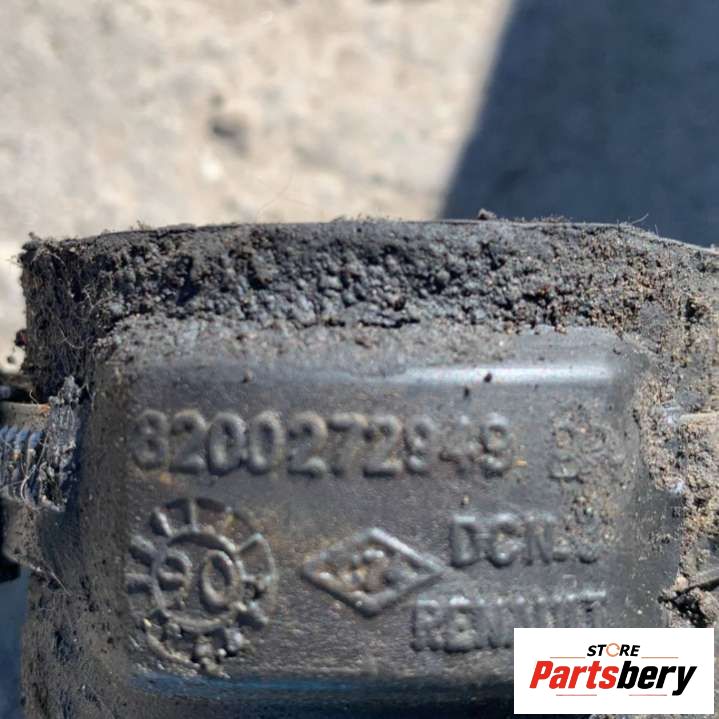 8200272949
DCN
RENAULT
STORE
Partsbery